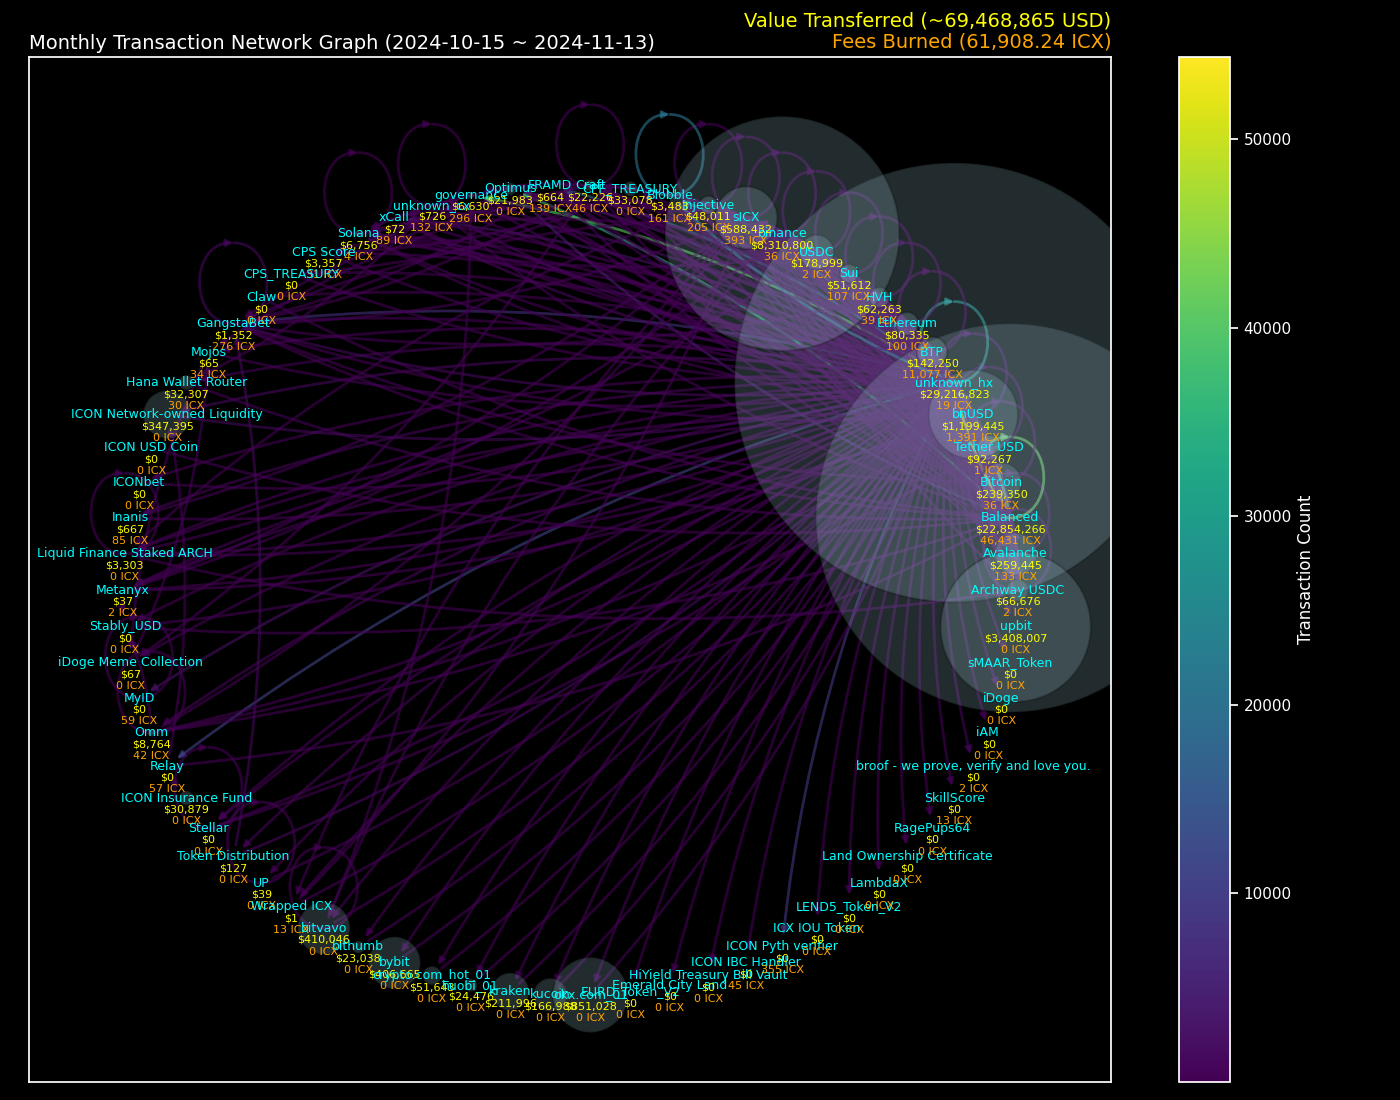 Value Transferred (~69,468,865 USD)
Monthly Transaction Network Graph (2024-10-15 ~ 2024-11-13)
Fees Burned (61,908.24 ICX)
FRAMD
$664
139 ICX
Craft
$22,226
46 ICX
CPS_TREASURY
$33,078
0 ICX
Optimus
$21,983
0 ICX
Blobble
$3,483
161 ICX
governance
$6,630
296 ICX
Injective
$48,011
205 ICX
unknown_cx
$726
132 ICX
sICX
$588,432
393 ICX
xCall
$72
89 ICX
binance
$8,310,800
36 ICX
Solana
$6,756
4 ICX
USDC
$178,999
2 ICX
CPS Score
$3,357
Sui
$51,612
107 ICX
CPS_TREASURY
$0
0 ICX
HVH
$62,263
39 ICX
Claw
$0
0 ICX
Ethereum
$80,335
100 ICX
GangstaBet
$1,352
276 ICX
BTP
$142,250
11,077 ICX
Mojos
$65
34 ICX
unknown_hx
$29,216,823
19 ICX
Hana Wallet Router
$32,307
30 ICX
bnUSD
$1,199,445
1,391 ICX
ICON Network-owned Liquidity
$347,395
0 ICX
Tether USD
$92,267
1 ICX
ICON USD Coin
$0
0 ICX
Bitcoin
$239,350
36 ICX
ICONbet
$0
0 ICX
Balanced
$22,854,266
46,431 ICX
Inanis
$667
85 ICX
Avalanche
$259,445
133 ICX
Liquid Finance Staked ARCH
$3,303
0 ICX
Archway USDC
$66,676
2 ICX
Metanyx
$37
2 ICX
upbit
$3,408,007
0 ICX
Stably_USD
$0
0 ICX
sMAAR_Token
$0
0 ICX
iDoge Meme Collection
$67
0 ICX
iDoge
$0
0 ICX
MyID
$0
59 ICX
iAM
$0
0 ICX
Omm
$8,764
42 ICX
broof - we prove, verify and love you.
$0
2 ICX
Relay
$0
57 ICX
SkillScore
$0
13 ICX
ICON Insurance Fund
$30,879
0 ICX
RagePups64
$0
0 ICX
Stellar
$0
0 ICX
Land Ownership Certificate
$0
0 ICX
Token Distribution
$127
0 ICX
LambdaX
$0
0 ICX
UP
$39
0 ICX
LEND5_Token_V2
$0
0 ICX
Wrapped ICX
$1
13 ICX
ICX IOU Token
$0
0 ICX
bitvavo
$410,046
0 ICX
ICON Pyth verifier
$0
355 ICX
bithumb
$23,038
0 ICX
ICON IBC Handler
$0
45 ICX
bybit
$406,665
0 ICX
HiYield Treasury Bill Vault
$0
0 ICX
crypto.com_hot_01
$51,643
0 ICX
Emerald City Land
$0
0 ICX
huobi_01
$24,476
0 ICX
EURD_Token
$0
0 ICX
kraken
$211,996
0 ICX
kucoin
$166,988
0 ICX
okx.com_01
$851,028
0 ICX
50000
40000
30000
20000
10000
Transaction Count